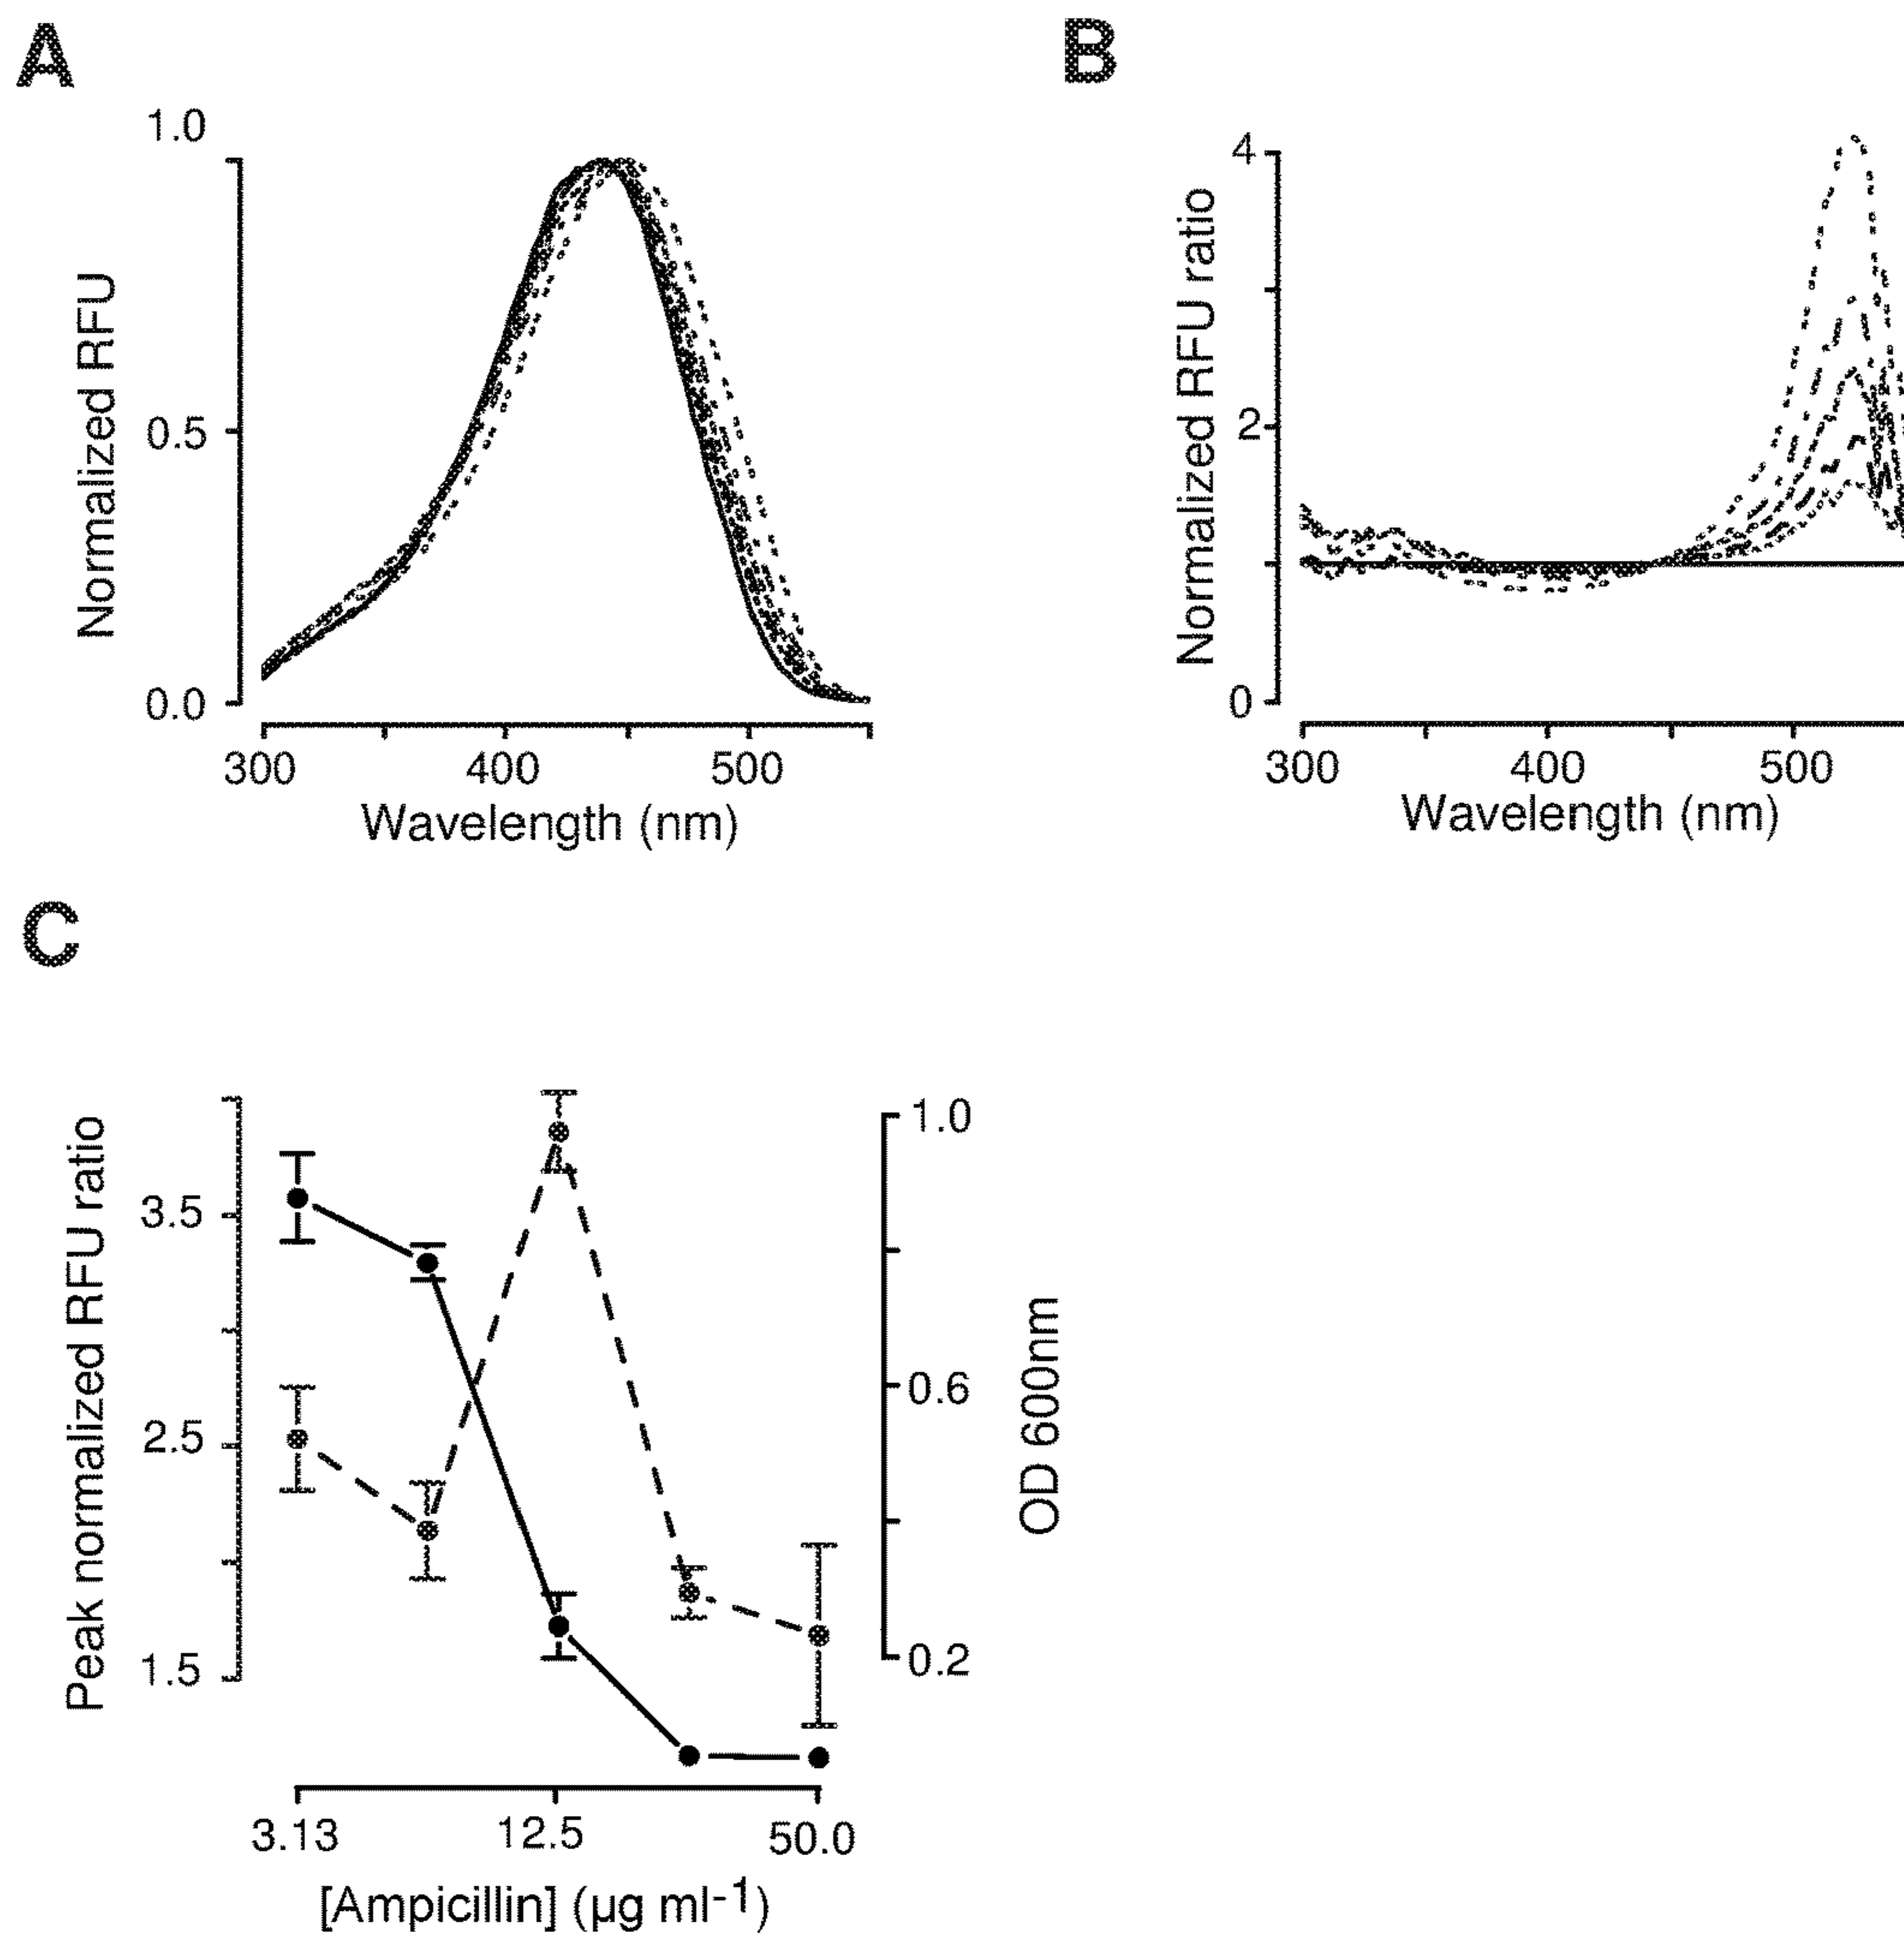 A
1.0
0.5
0.0
Normalized RFU
300 400 500
Wavelength (nm)
B
4
2
0
Normalized RFU ratio
300 400 500
Wavelength (nm)
C
3.5
2.5
1.5
Peak normalized RFU ratio
1.0
0.6
0.2
OD 600nm
3.13 12.5 50.0
[Ampicillin] (µg ml-1)